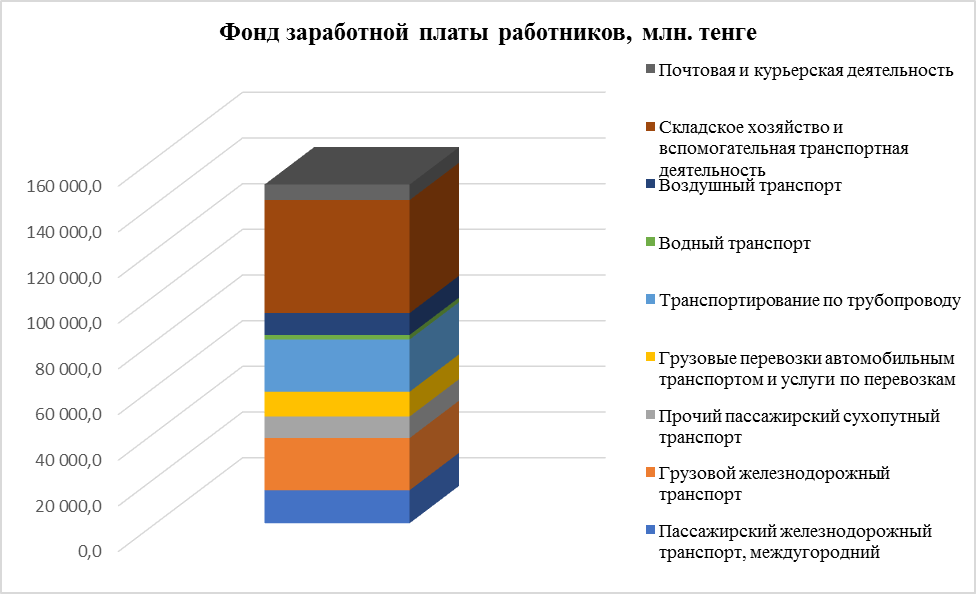 Фонд заработной платы работников, млн. тенге
160 000,0
140 000,0
120 000,0
100 000,0
80 000,0
60 000,0
40 000,0
20 000,0
0,0
Почтовая и курьерская деятельность
Складское хозяйство и
вспомогательная транспортная
деятельность
Воздушный транспорт
Водный транспорт
Транспортирование по трубопроводу
Грузовые перевозки автомобильным
транспортом и услуги по перевозкам
Прочий пассажирский сухопутный
транспорт
Грузовой железнодорожный
транспорт
Пассажирский железнодорожный
транспорт, междугородний